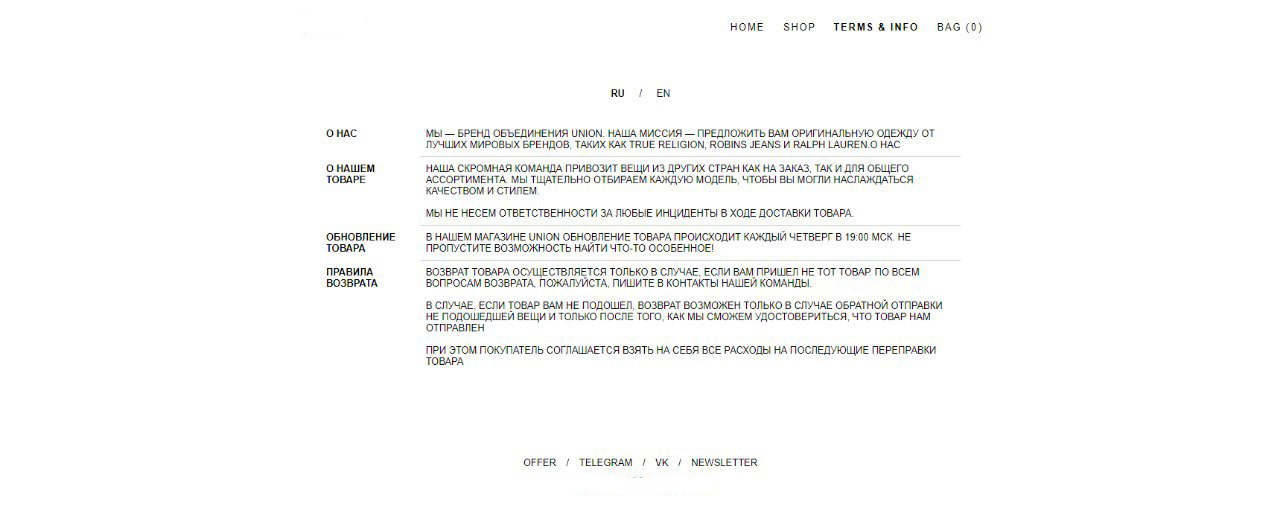 HOME SHOP TERMS & INFO BAG (0)
RU / EN
О НАС
МЫ — БРЕНД ОБЪЕДИНЕНИЯ UNION. НАША МИССИЯ — ПРЕДЛОЖИТЬ ВАМ ОРИГИНАЛЬНУЮ ОДЕЖДУ ОТ
ЛУЧШИХ МИРОВЫХ БРЕНДОВ, ТАКИХ КАК TRUE RELIGION, ROBINS JEANS И RALPH LAUREN.О НАС
О НАШЕМ
ТОВАРЕ
НАША СКРОМНАЯ КОМАНДА ПРИВОЗИТ ВЕЩИ ИЗ ДРУГИХ СТРАН КАК НА ЗАКАЗ, ТАК И ДЛЯ ОБЩЕГО
АССОРТИМЕНТА. МЫ ТЩАТЕЛЬНО ОТБИРАЕМ КАЖДУЮ МОДЕЛЬ, ЧТОБЫ ВЫ МОГЛИ НАСЛАЖДАТЬСЯ
КАЧЕСТВОМ И СТИЛЕМ.
МЫ НЕ НЕСЕМ ОТВЕТСТВЕННОСТИ ЗА ЛЮБЫЕ ИНЦИДЕНТЫ В ХОДЕ ДОСТАВКИ ТОВАРА.
ОБНОВЛЕНИЕ
ТОВАРА
В НАШЕМ МАГАЗИНЕ UNION ОБНОВЛЕНИЕ ТОВАРА ПРОИСХОДИТ КАЖДЫЙ ЧЕТВЕРГ В 19:00 МСК. НЕ
ПРОПУСТИТЕ ВОЗМОЖНОСТЬ НАЙТИ ЧТО-ТО ОСОБЕННОЕ!
ПРАВИЛА
ВОЗВРАТА
ВОЗВРАТ ТОВАРА ОСУЩЕСТВЛЯЕТСЯ ТОЛЬКО В СЛУЧАЕ, ЕСЛИ ВАМ ПРИШЕЛ НЕ ТОТ ТОВАР. ПО ВСЕМ
ВОПРОСАМ ВОЗВРАТА, ПОЖАЛУЙСТА, ПИШИТЕ В КОНТАКТЫ НАШЕЙ КОМАНДЫ.
В СЛУЧАЕ, ЕСЛИ ТОВАР ВАМ НЕ ПОДОШЕЛ, ВОЗВРАТ ВОЗМОЖЕН ТОЛЬКО В СЛУЧАЕ ОБРАТНОЙ ОТПРАВКИ
НЕ ПОДОШЕДШЕЙ ВЕЩИ И ТОЛЬКО ПОСЛЕ ТОГО, КАК МЫ СМОЖЕМ УДОСТОВЕРИТЬСЯ, ЧТО ТОВАР НАМ
ОТПРАВЛЕН
ПРИ ЭТОМ ПОКУПАТЕЛЬ СОГЛАШАЕТСЯ ВЗЯТЬ НА СЕБЯ ВСЕ РАСХОДЫ НА ПОСЛЕДУЮЩИЕ ПЕРЕПРАВКИ
ТОВАРА
OFFER / TELEGRAM / VK / NEWSLETTER